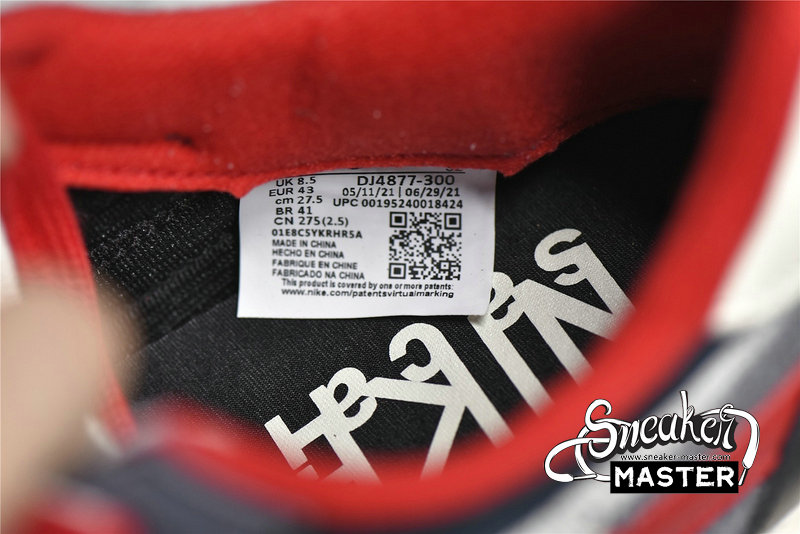 UK 8.5 DJ4877-300
EUR 43 05/11/21 | 06/29/21
cm 27.5 UPC 00195240018424
BR 41
CN 275(2.5)
01E8C5YKRHR5A
MADE IN CHINA
HECHO EN CHINA
FABRIQUE EN CHINE
FABRICADO NA CHINA
This product is covered by one or more patents:
www.nike.com/patentsvirtualmarking
sacai
Sneaker
www.sneaker-master.com
MASTER